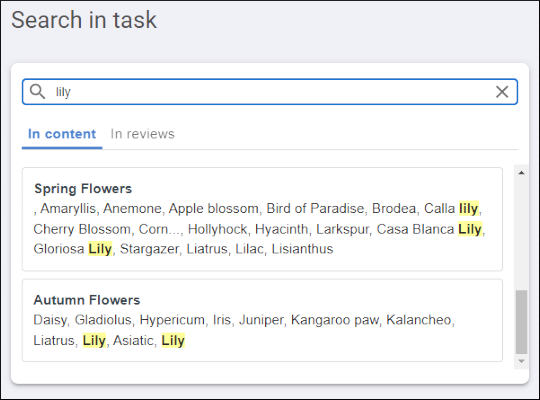 Search in task
lily
In content In reviews
Spring Flowers
, Amaryllis, Anemone, Apple blossom, Bird of Paradise, Brodea, Calla lily,
Cherry Blossom, Corn..., Hollyhock, Hyacinth, Larkspur, Casa Blanca Lily,
Gloriosa Lily, Stargazer, Liatrus, Lilac, Lisianthus
Autumn Flowers
Daisy, Gladiolus, Hypericum, Iris, Juniper, Kangaroo paw, Kalancheo,
Liatrus, Lily, Asiatic, Lily